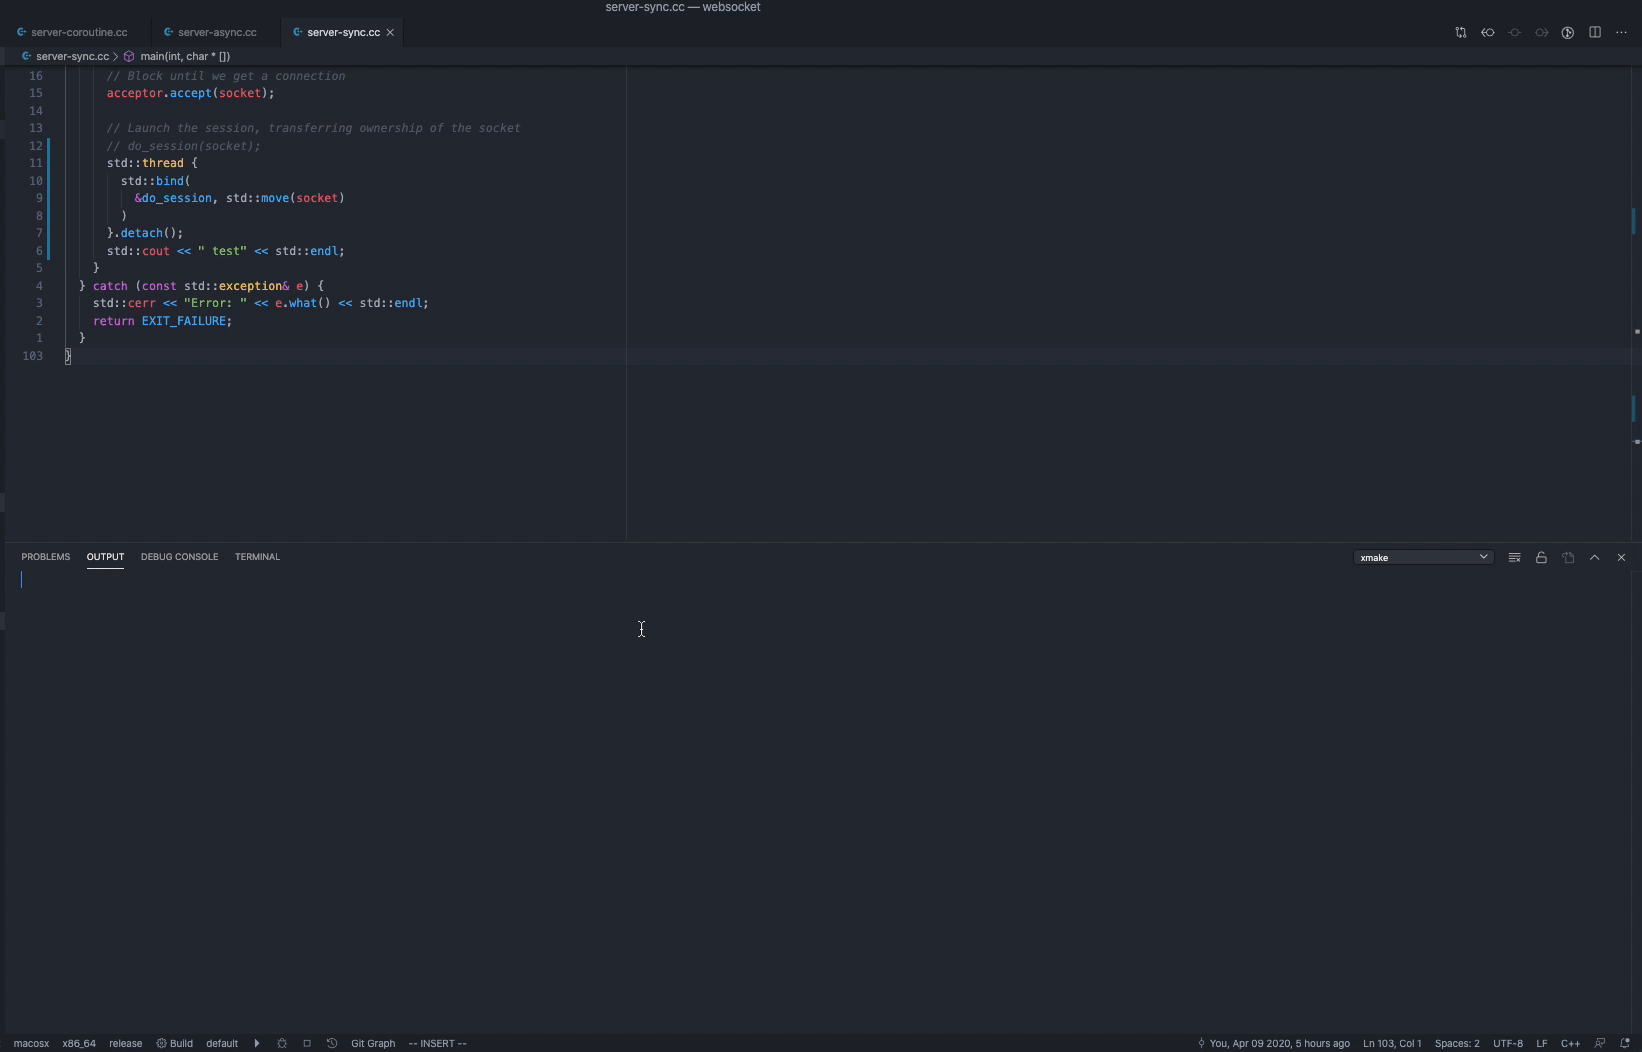 server-sync.cc — websocket
server-coroutine.cc server-async.cc server-sync.cc
server-sync.cc > main(int, char * [])
16 // Block until we get a connection
15 acceptor.accept(socket);
14
13 // Launch the session, transferring ownership of the socket
12 // do_session(socket);
11 std::thread {
10 std::bind(
9 &do_session, std::move(socket)
8 )
7 }.detach();
6 std::cout << " test" << std::endl;
5 }
4 } catch (const std::exception& e) {
3 std::cerr << "Error: " << e.what() << std::endl;
2 return EXIT_FAILURE;
1 }
103 }
PROBLEMS OUTPUT DEBUG CONSOLE TERMINAL xmake
macosx x86_64 release Build default Git Graph -- INSERT -- You, Apr 09 2020, 5 hours ago Ln 103, Col 1 Spaces: 2 UTF-8 LF C++